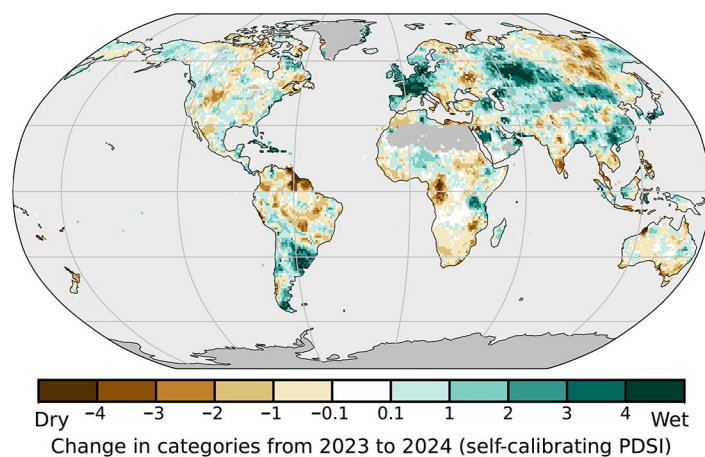 Dry −4 −3 −2 −1 −0.1 0.1 1 2 3 4 Wet
Change in categories from 2023 to 2024 (self-calibrating PDSI)